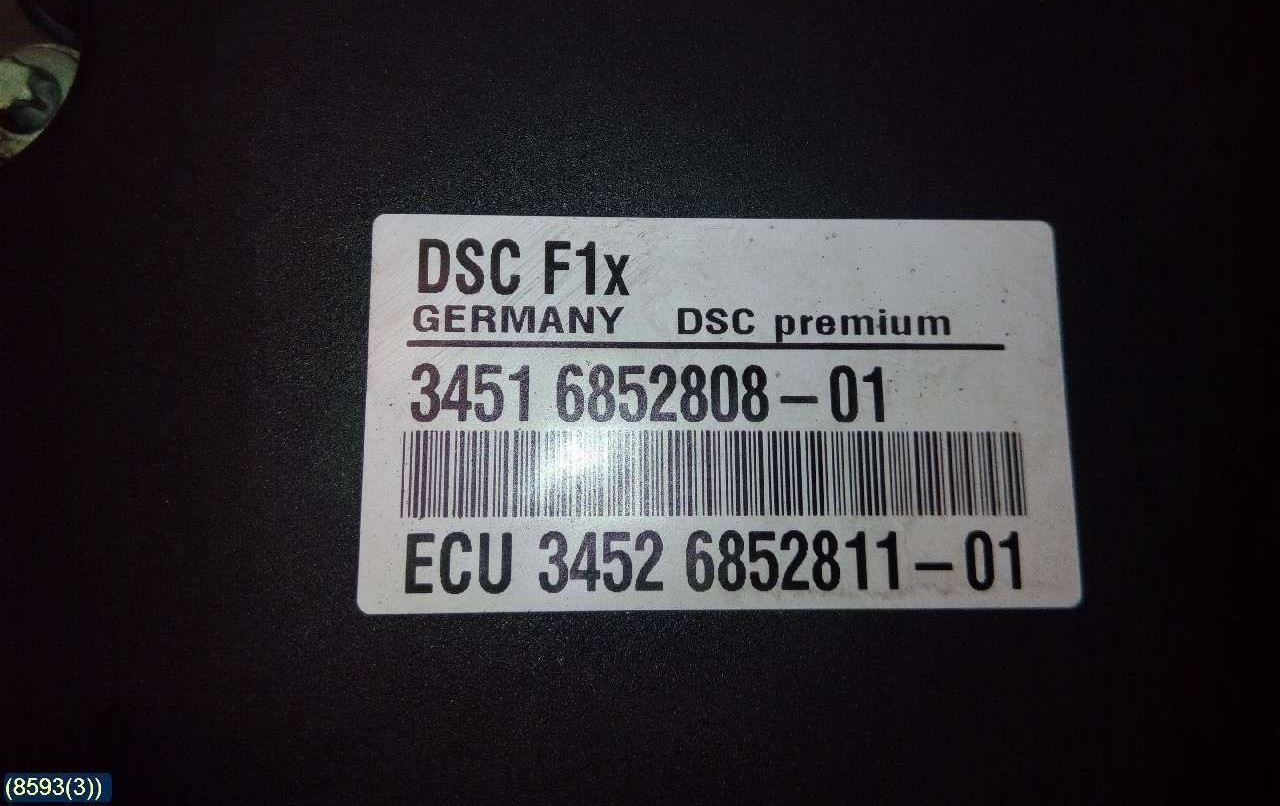 DSC F1x
GERMANY DSC premium
3451 6852808-01
ECU 3452 6852811-01
(8593(3))